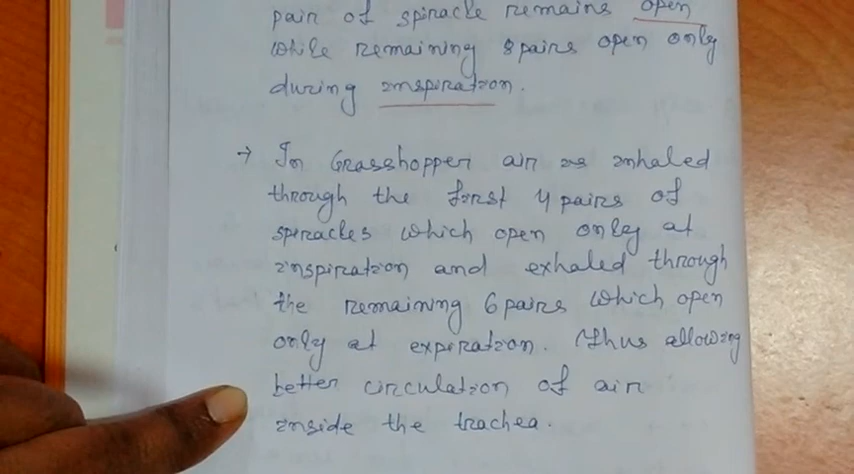 pair of spiracle remains open
while remaining 8 pairs open only
during inspiration.
→ In Grasshopper air is inhaled
through the first 4 pairs of
spiracles which open only at
inspiration and exhaled through
the remaining 6 pairs which open
only at expiration. Thus allowing
better circulation of air
inside the trachea.